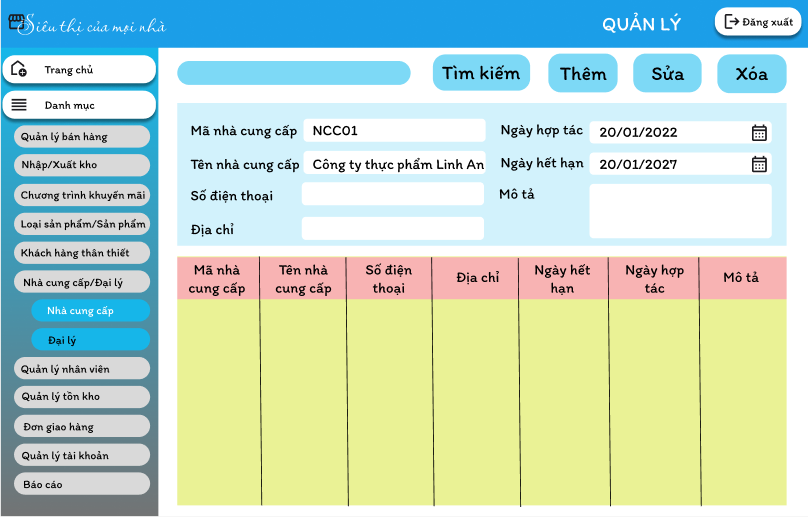 Siêu thị của mọi nhà
QUẢN LÝ
Đăng xuất
Trang chủ
Danh mục
Quản lý bán hàng
Nhập/Xuất kho
Chương trình khuyến mãi
Loại sản phẩm/Sản phẩm
Khách hàng thân thiết
Nhà cung cấp/Đại lý
Nhà cung cấp
Đại lý
Quản lý nhân viên
Quản lý tồn kho
Đơn giao hàng
Quản lý tài khoản
Báo cáo
Tìm kiếm
Thêm
Sửa
Xóa
Mã nhà cung cấp
NCC01
Ngày hợp tác
20/01/2022
Tên nhà cung cấp
Công ty thực phẩm Linh An
Ngày hết hạn
20/01/2027
Số điện thoại
Mô tả
Địa chỉ
Mã nhà
cung cấp
Tên nhà
cung cấp
Số điện
thoại
Địa chỉ
Ngày hết
hạn
Ngày hợp
tác
Mô tả